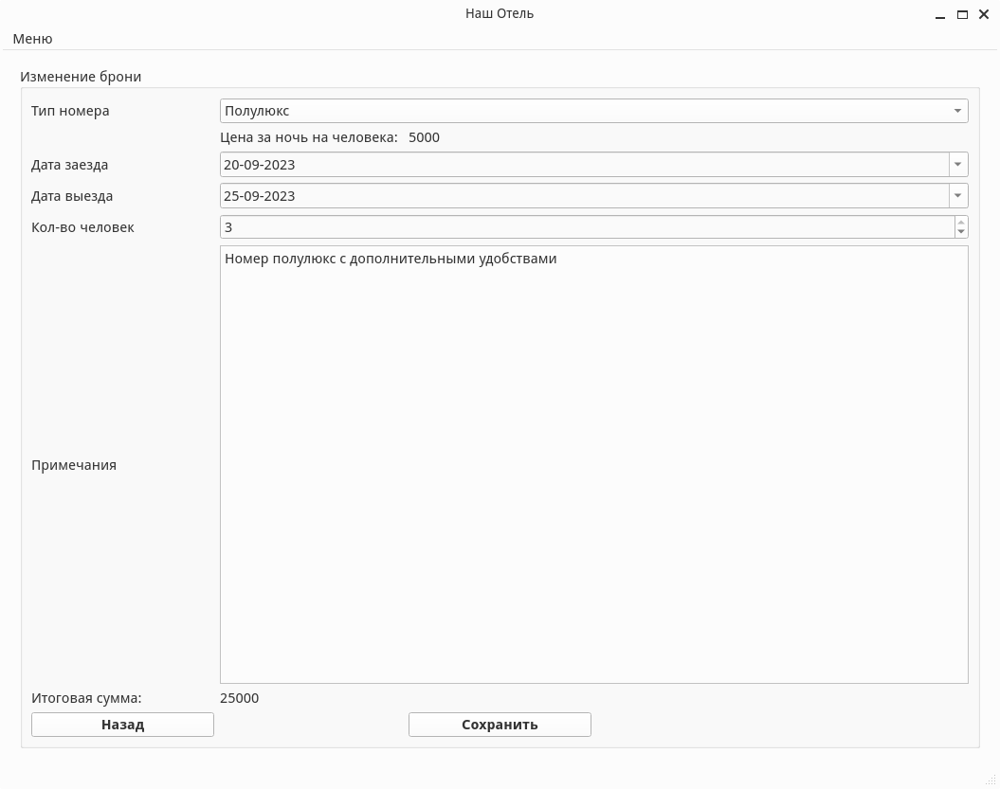 Наш Отель
Меню
Изменение брони
Тип номера Полулюкс
Цена за ночь на человека: 5000
Дата заезда 20-09-2023
Дата выезда 25-09-2023
Кол-во человек 3
Номер полулюкс с дополнительными удобствами
Примечания
Итоговая сумма: 25000
Назад Сохранить